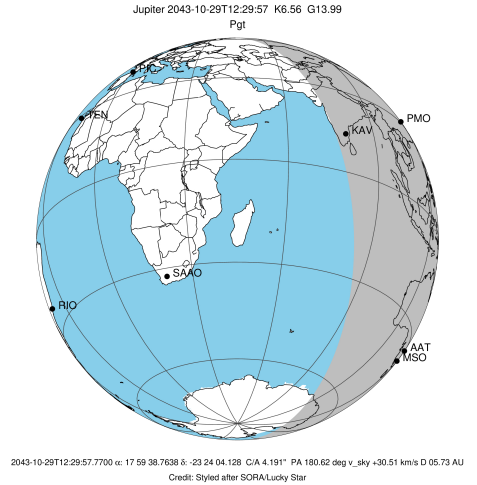 Jupiter 2043-10-29T12:29:57  K6.56  G13.99
Pgt
PIC
TEN
PMO
KAV
SAAO
RIO
AAT
MSO
2043-10-29T12:29:57.7700 α: 17 59 38.7638 δ: -23 24 04.128  C/A 4.191"  PA 180.62 deg v_sky +30.51 km/s D 05.73 AU
Credit: Styled after SORA/Lucky Star